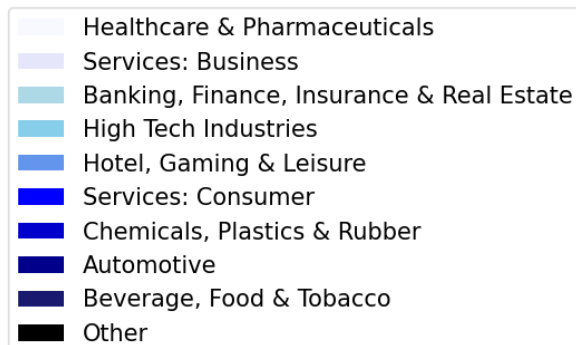 Healthcare & Pharmaceuticals
Services: Business
Banking, Finance, Insurance & Real Estate
High Tech Industries
Hotel, Gaming & Leisure
Services: Consumer
Chemicals, Plastics & Rubber
Automotive
Beverage, Food & Tobacco
Other